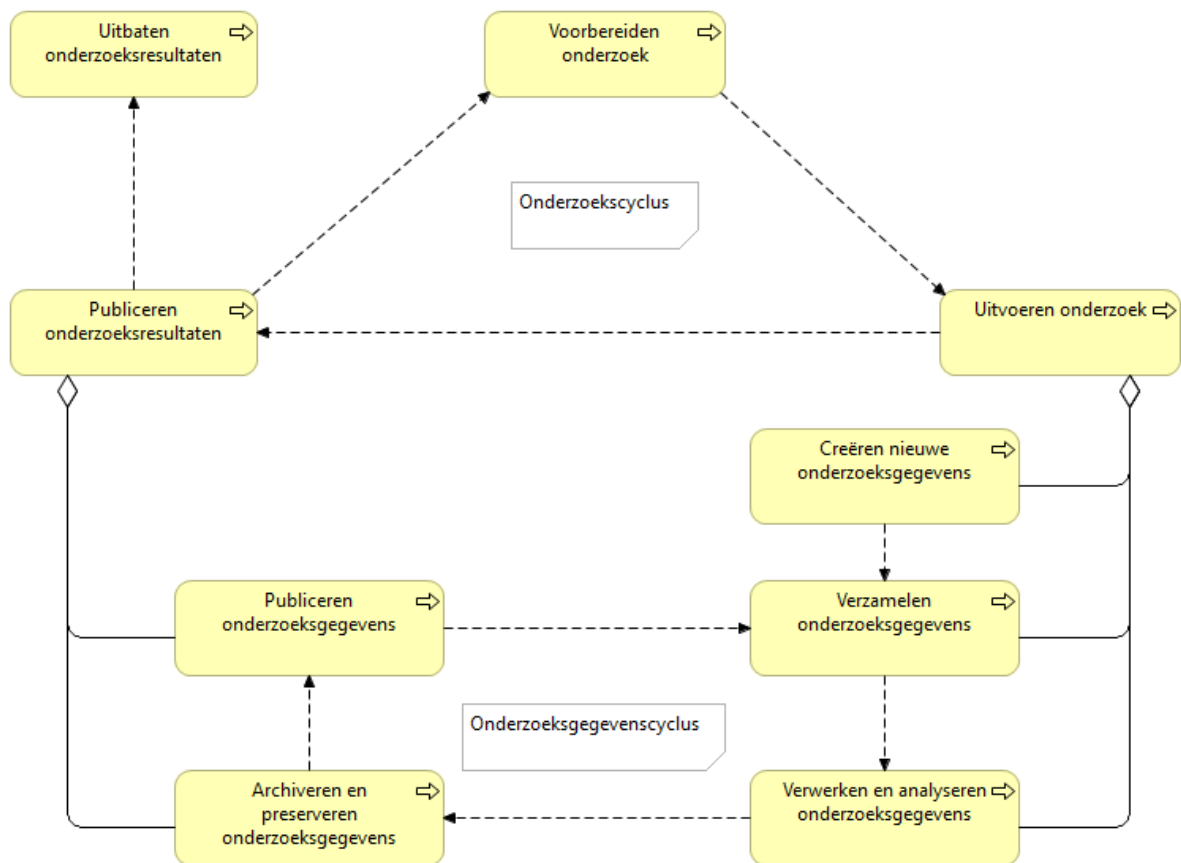 Uitbaten
onderzoeksresultaten
Voorbereiden
onderzoek
Onderzoekscyclus
Publiceren
onderzoeksresultaten
Uitvoeren onderzoek
Creëren nieuwe
onderzoeksgegevens
Publiceren
onderzoeksgegevens
Verzamelen
onderzoeksgegevens
Onderzoeksgegevenscyclus
Archiveren en
preserveren
onderzoeksgegevens
Verwerken en analyseren
onderzoeksgegevens